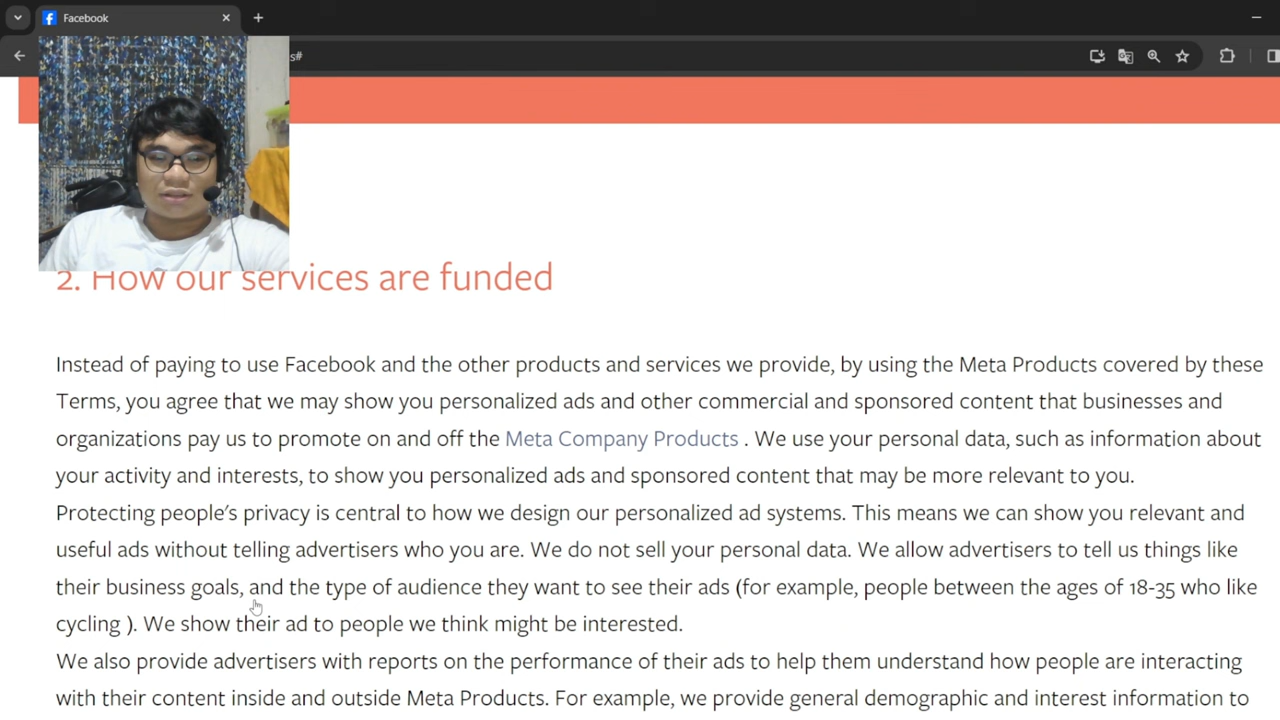 Facebook
s#
2. How our services are funded
Instead of paying to use Facebook and the other products and services we provide, by using the Meta Products covered by these
Terms, you agree that we may show you personalized ads and other commercial and sponsored content that businesses and
organizations pay us to promote on and off the Meta Company Products . We use your personal data, such as information about
your activity and interests, to show you personalized ads and sponsored content that may be more relevant to you.
Protecting people's privacy is central to how we design our personalized ad systems. This means we can show you relevant and
useful ads without telling advertisers who you are. We do not sell your personal data. We allow advertisers to tell us things like
their business goals, and the type of audience they want to see their ads (for example, people between the ages of 18-35 who like
cycling ). We show their ad to people we think might be interested.
We also provide advertisers with reports on the performance of their ads to help them understand how people are interacting
with their content inside and outside Meta Products. For example, we provide general demographic and interest information to